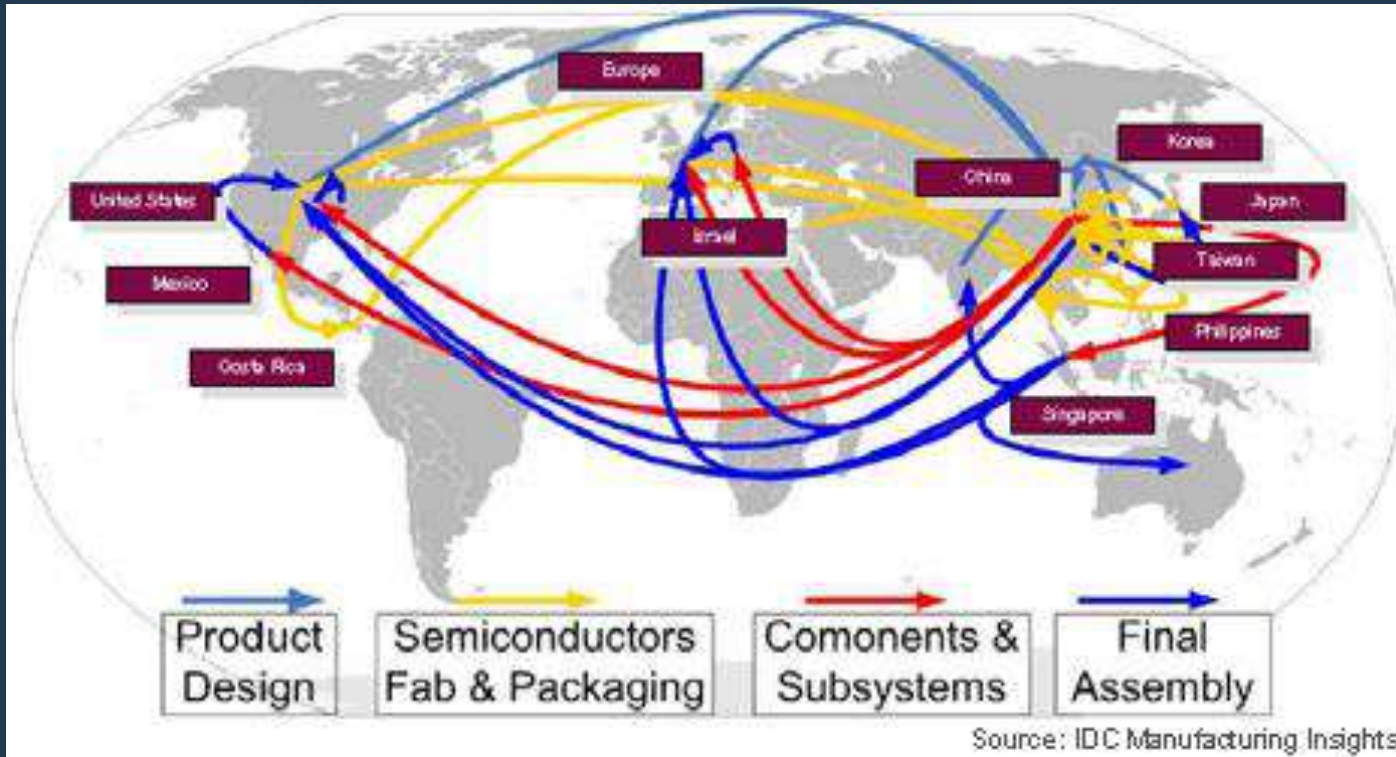 Europe
Korea
China
United States
Japan
Israel
Taiwan
Mexico
Philippines
Costa Rica
Singapore
Product
Design
Semiconductors
Fab & Packaging
Comonents &
Subsystems
Final
Assembly
Source: IDC Manufacturing Insights